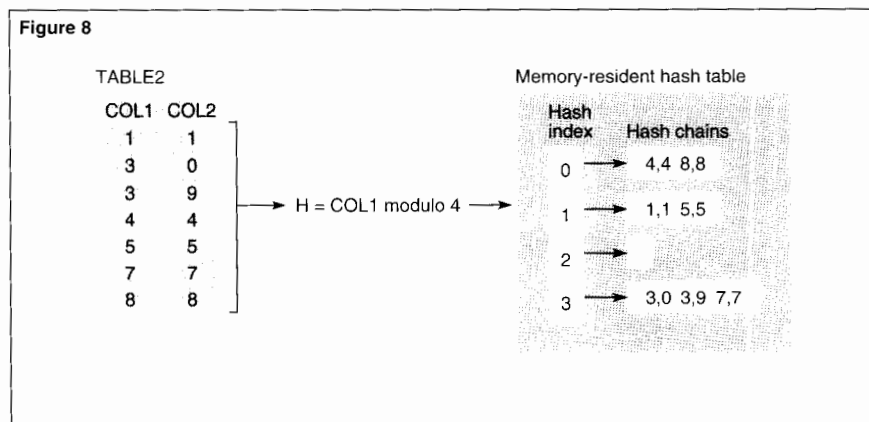 Figure 8
TABLE2
COL1 COL2
1 1
3 0
3 9
4 4
5 5
7 7
8 8
H = COL1 modulo 4
Memory-resident hash table
Hash index
Hash chains
0 4,4 8,8
1 1,1 5,5
2
3 3,0 3,9 7,7